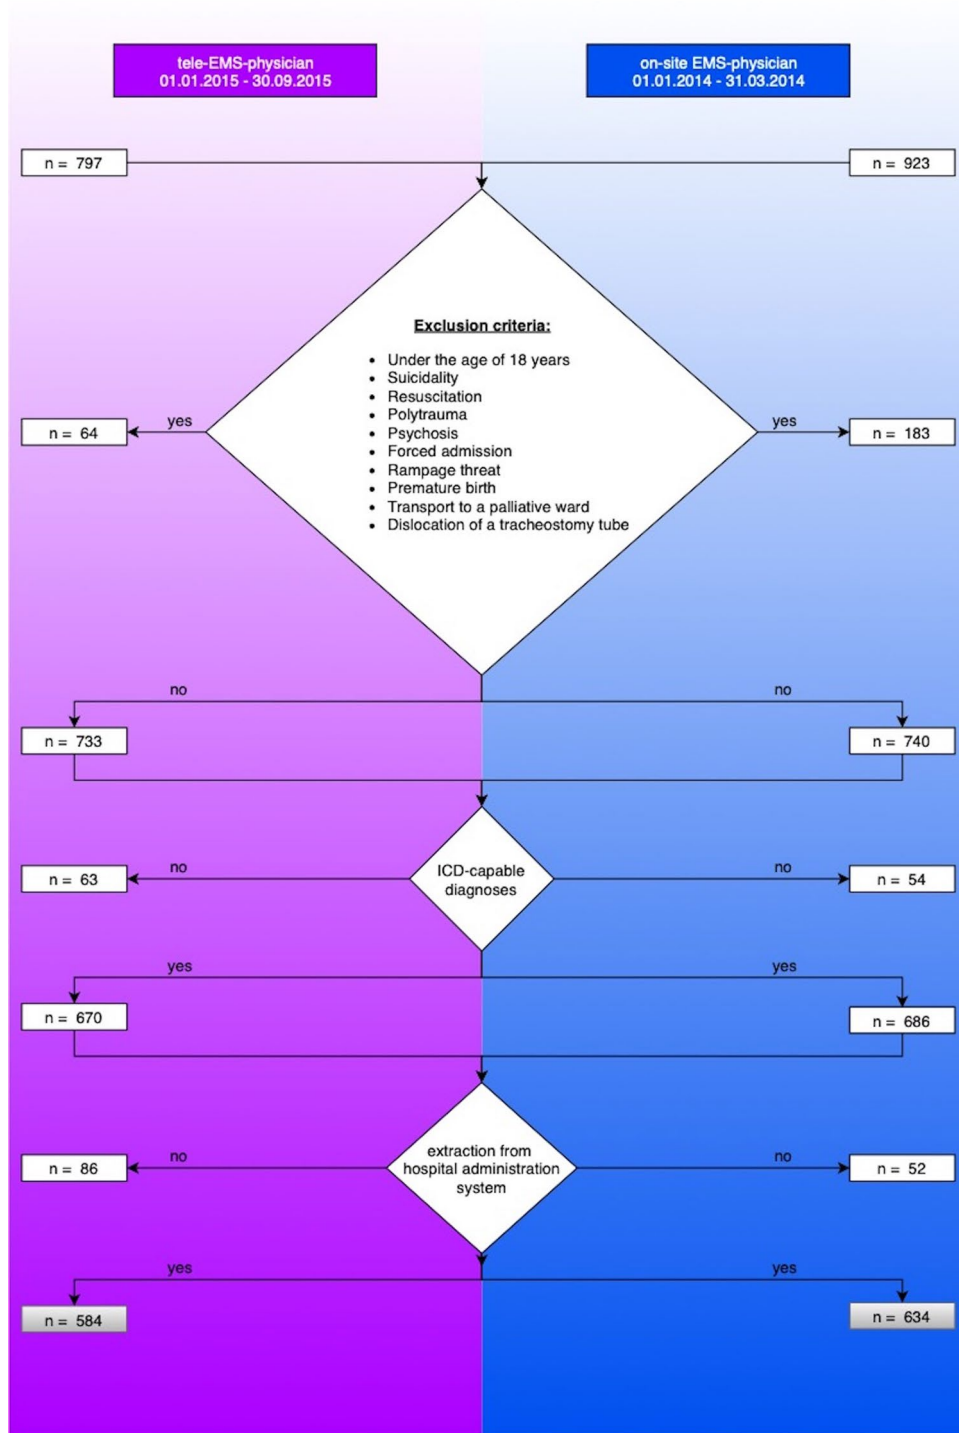 tele-EMS-physician
01.01.2015 - 30.09.2015
on-site EMS-physician
01.01.2014 - 31.03.2014
n = 797
n = 923
Exclusion criteria:
• Under the age of 18 years
• Suicidality
• Resuscitation
• Polytrauma
• Psychosis
• Forced admission
• Rampage threat
• Premature birth
• Transport to a palliative ward
• Dislocation of a tracheostomy tube
yes
yes
n = 64
n = 183
no
no
n = 733
n = 740
ICD-capable
diagnoses
no
no
n = 63
n = 54
yes
yes
n = 670
n = 686
extraction from
hospital administration
system
no
no
n = 86
n = 52
yes
yes
n = 584
n = 634